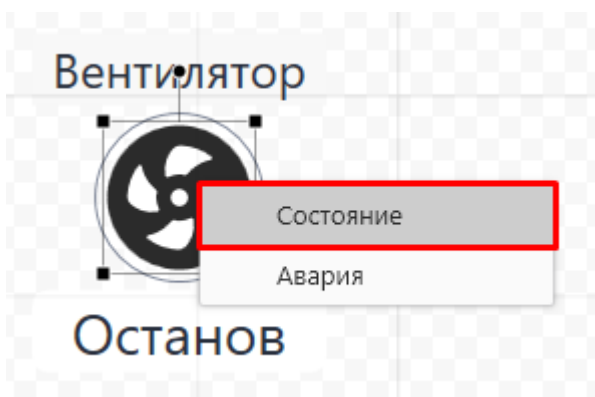 Вентилятор
Состояние
Авария
Останов